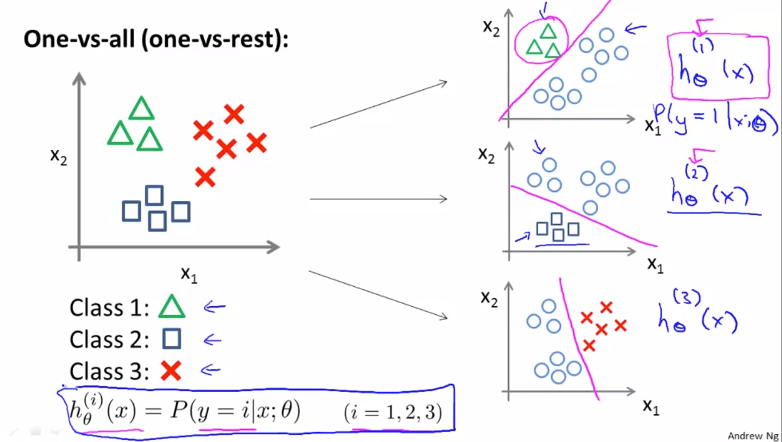 One-vs-all (one-vs-rest):
x₂
x₁
Class 1:
Class 2:
Class 3:
h_θ^(i)(x) = P(y = i|x; θ) (i = 1, 2, 3)
x₂
x₁
h_θ^(1)(x)
P(y = 1|x; θ)
x₂
x₁
h_θ^(2)(x)
x₂
x₁
h_θ^(3)(x)
Andrew Ng